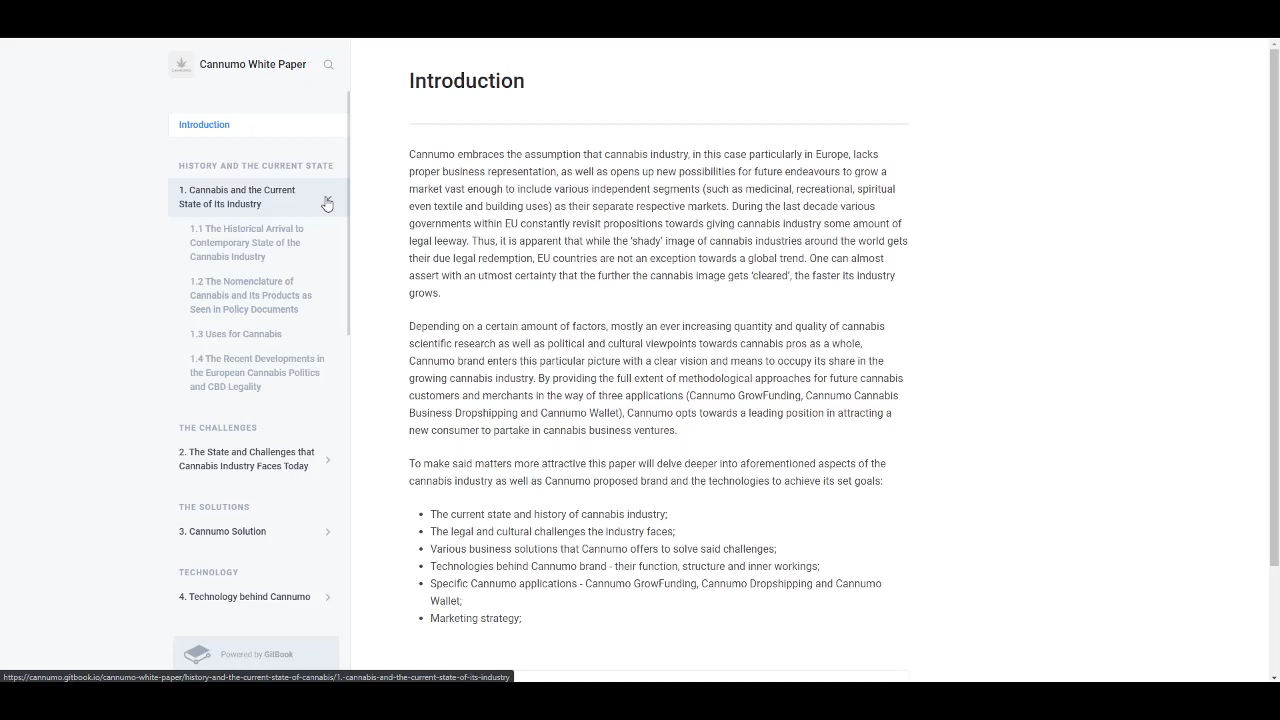 Cannumo White Paper
Introduction
HISTORY AND THE CURRENT STATE
1. Cannabis and the Current
State of Its Industry
1.1 The Historical Arrival to
Contemporary State of the
Cannabis Industry
1.2 The Nomenclature of
Cannabis and Its Products as
Seen in Policy Documents
1.3 Uses for Cannabis
1.4 The Recent Developments in
the European Cannabis Politics
and CBD Legality
THE CHALLENGES
2. The State and Challenges that
Cannabis Industry Faces Today
THE SOLUTIONS
3. Cannumo Solution
TECHNOLOGY
4. Technology behind Cannumo
Powered by GitBook
Introduction
Cannumo embraces the assumption that cannabis industry, in this case particularly in Europe, lacks
proper business representation, as well as opens up new possibilities for future endeavours to grow a
market vast enough to include various independent segments (such as medicinal, recreational, spiritual
even textile and building uses) as their separate respective markets. During the last decade various
governments within EU constantly revisit propositions towards giving cannabis industry some amount of
legal leeway. Thus, it is apparent that while the ‘shady’ image of cannabis industries around the world gets
their due legal redemption, EU countries are not an exception towards a global trend. One can almost
assert with an utmost certainty that the further the cannabis image gets ‘cleared’, the faster its industry
grows.
Depending on a certain amount of factors, mostly an ever increasing quantity and quality of cannabis
scientific research as well as political and cultural viewpoints towards cannabis pros as a whole,
Cannumo brand enters this particular picture with a clear vision and means to occupy its share in the
growing cannabis industry. By providing the full extent of methodological approaches for future cannabis
customers and merchants in the way of three applications (Cannumo GrowFunding, Cannumo Cannabis
Business Dropshipping and Cannumo Wallet), Cannumo opts towards a leading position in attracting a
new consumer to partake in cannabis business ventures.
To make said matters more attractive this paper will delve deeper into aforementioned aspects of the
cannabis industry as well as Cannumo proposed brand and the technologies to achieve its set goals:
• The current state and history of cannabis industry;
• The legal and cultural challenges the industry faces;
• Various business solutions that Cannumo offers to solve said challenges;
• Technologies behind Cannumo brand - their function, structure and inner workings;
• Specific Cannumo applications - Cannumo GrowFunding, Cannumo Dropshipping and Cannumo
Wallet;
• Marketing strategy;
https://cannumo.gitbook.io/cannumo-white-paper/history-and-the-current-state-of-cannabis/1.-cannabis-and-the-current-state-of-its-industry